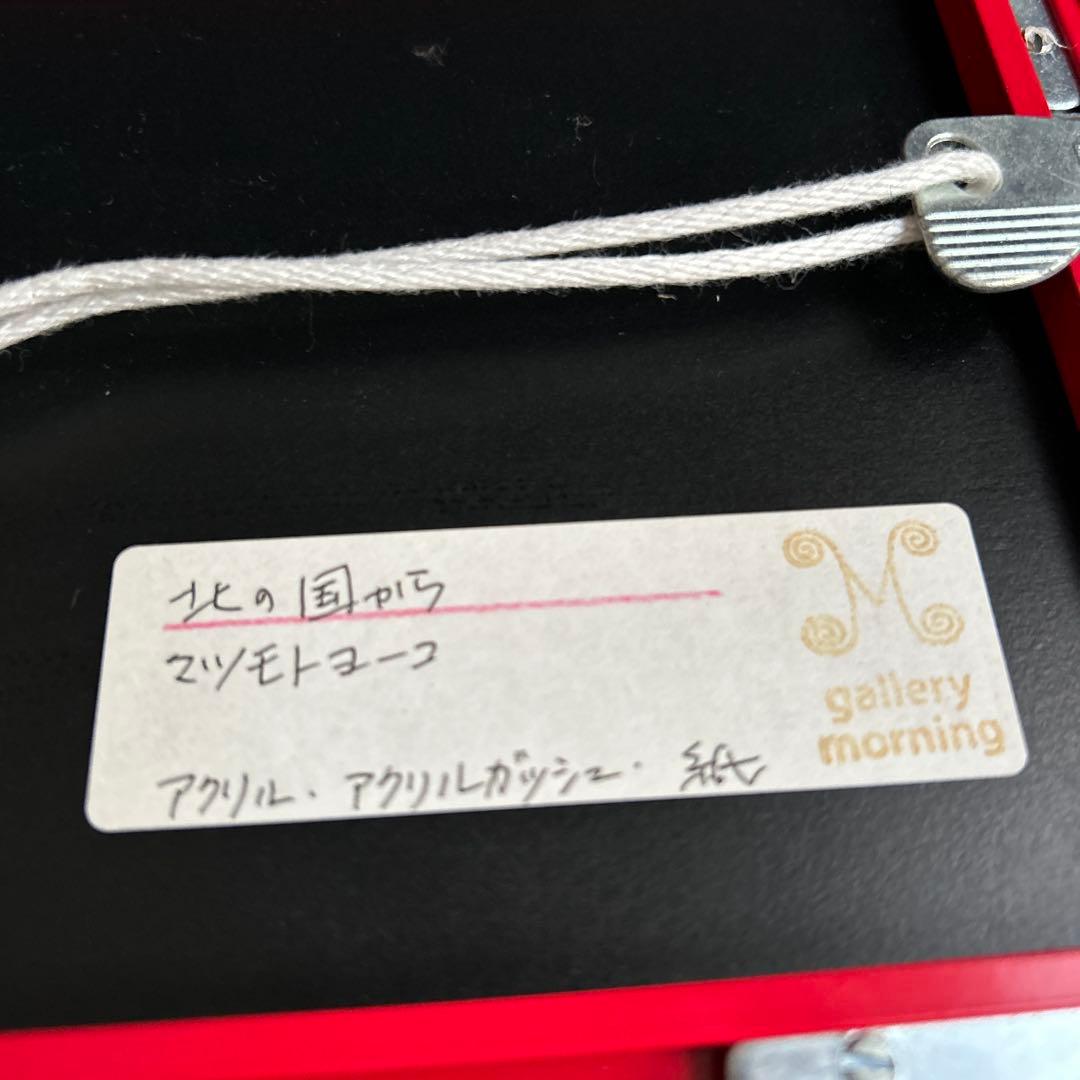 北の国から
マツモトヨーコ
アクリル・アクリルガッシュ・紙
M
gallery
morning